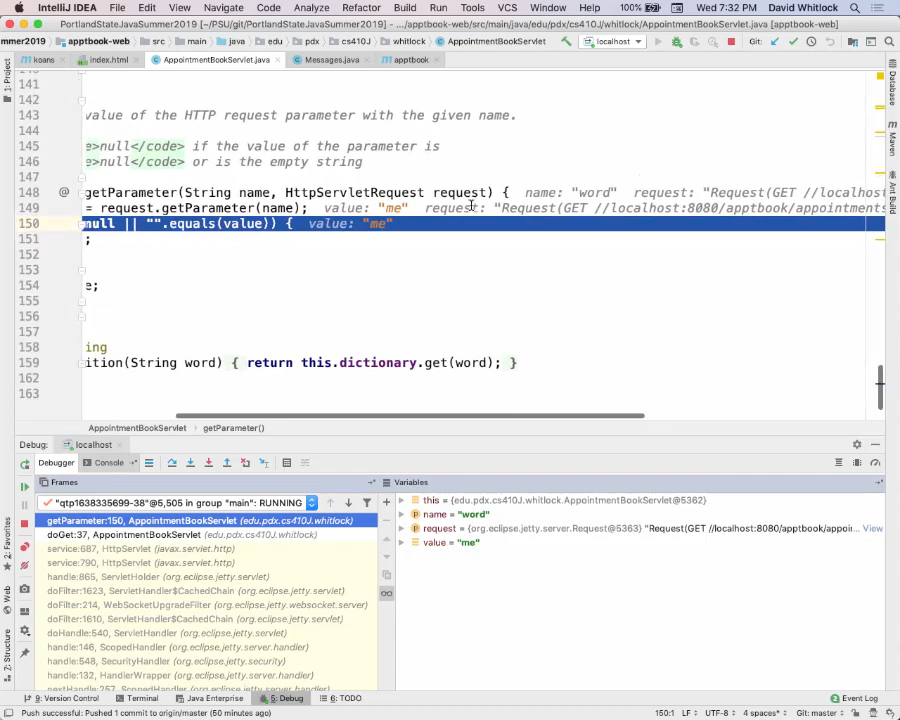 IntelliJ IDEA File Edit View Navigate Code Analyze Refactor Build Run Tools VCS Window Help 100% Wed 7:32 PM David Whitlock
PortlandStateJavaSummer2019 [~/PSU/git/PortlandStateJavaSummer2019] - .../apptbook-web/src/main/java/edu/pdx/cs410J/whitlock/AppointmentBookServlet.java [apptbook-web]
mmer2019 apptbook-web src main java edu pdx cs410J whitlock AppointmentBookServlet localhost Git:
koans index.html AppointmentBookServlet.java Messages.java apptbook
141
142
143 value of the HTTP request parameter with the given name.
144
145 e>null</code> if the value of the parameter is
146 e>null</code> or is the empty string
147
148 @ getParameter(String name, HttpServletRequest request) { name: "word" request: "Request(GET //localhos
149 = request.getParameter(name); value: "me" request: "Request(GET //localhost:8080/apptbook/appointments
150 null || "".equals(value)) { value: "me"
151 ;
152
153
154 e;
155
156
157
158 ing
159 ition(String word) { return this.dictionary.get(word); }
162
163
1: Project
2: Favorites
Web
7: Structure
Database
Maven
Ant Build
AppointmentBookServlet › getParameter()
Debug: localhost
Debugger Console
Frames
"qtp1638335699-38"@5,505 in group "main": RUNNING
getParameter:150, AppointmentBookServlet (edu.pdx.cs410J.whitlock)
doGet:37, AppointmentBookServlet (edu.pdx.cs410J.whitlock)
service:687, HttpServlet (javax.servlet.http)
service:790, HttpServlet (javax.servlet.http)
handle:865, ServletHolder (org.eclipse.jetty.servlet)
doFilter:1623, ServletHandler$CachedChain (org.eclipse.jetty.servlet)
doFilter:214, WebSocketUpgradeFilter (org.eclipse.jetty.websocket.server)
doFilter:1610, ServletHandler$CachedChain (org.eclipse.jetty.servlet)
doHandle:540, ServletHandler (org.eclipse.jetty.servlet)
handle:146, ScopedHandler (org.eclipse.jetty.server.handler)
handle:548, SecurityHandler (org.eclipse.jetty.security)
handle:132, HandlerWrapper (org.eclipse.jetty.server.handler)
nextHandle:257, ScopedHandler (org.eclipse.jetty.server.handler)
Variables
this = {edu.pdx.cs410J.whitlock.AppointmentBookServlet@5362}
name = "word"
request = {org.eclipse.jetty.server.Request@5363} "Request(GET //localhost:8080/apptbook/appoin... View
value = "me"
9: Version Control Terminal Java Enterprise 5: Debug 6: TODO Event Log
Push successful: Pushed 1 commit to origin/master (50 minutes ago) 150:1 LF UTF-8 4 spaces Git: master